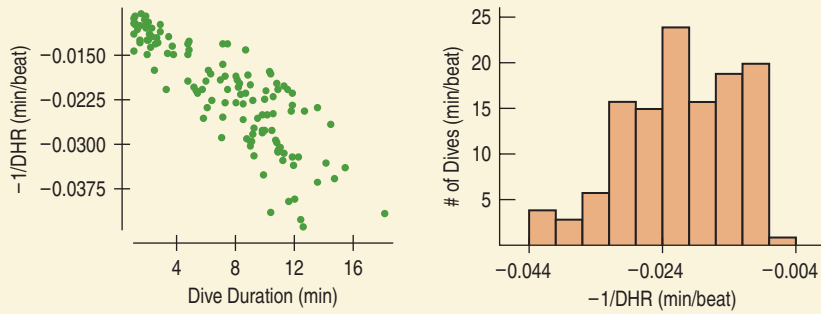 −1/DHR (min/beat)
−0.0150
−0.0225
−0.0300
−0.0375
4 8 12 16
Dive Duration (min)
# of Dives (min/beat)
25
20
15
10
5
−0.044 −0.024 −0.004
−1/DHR (min/beat)